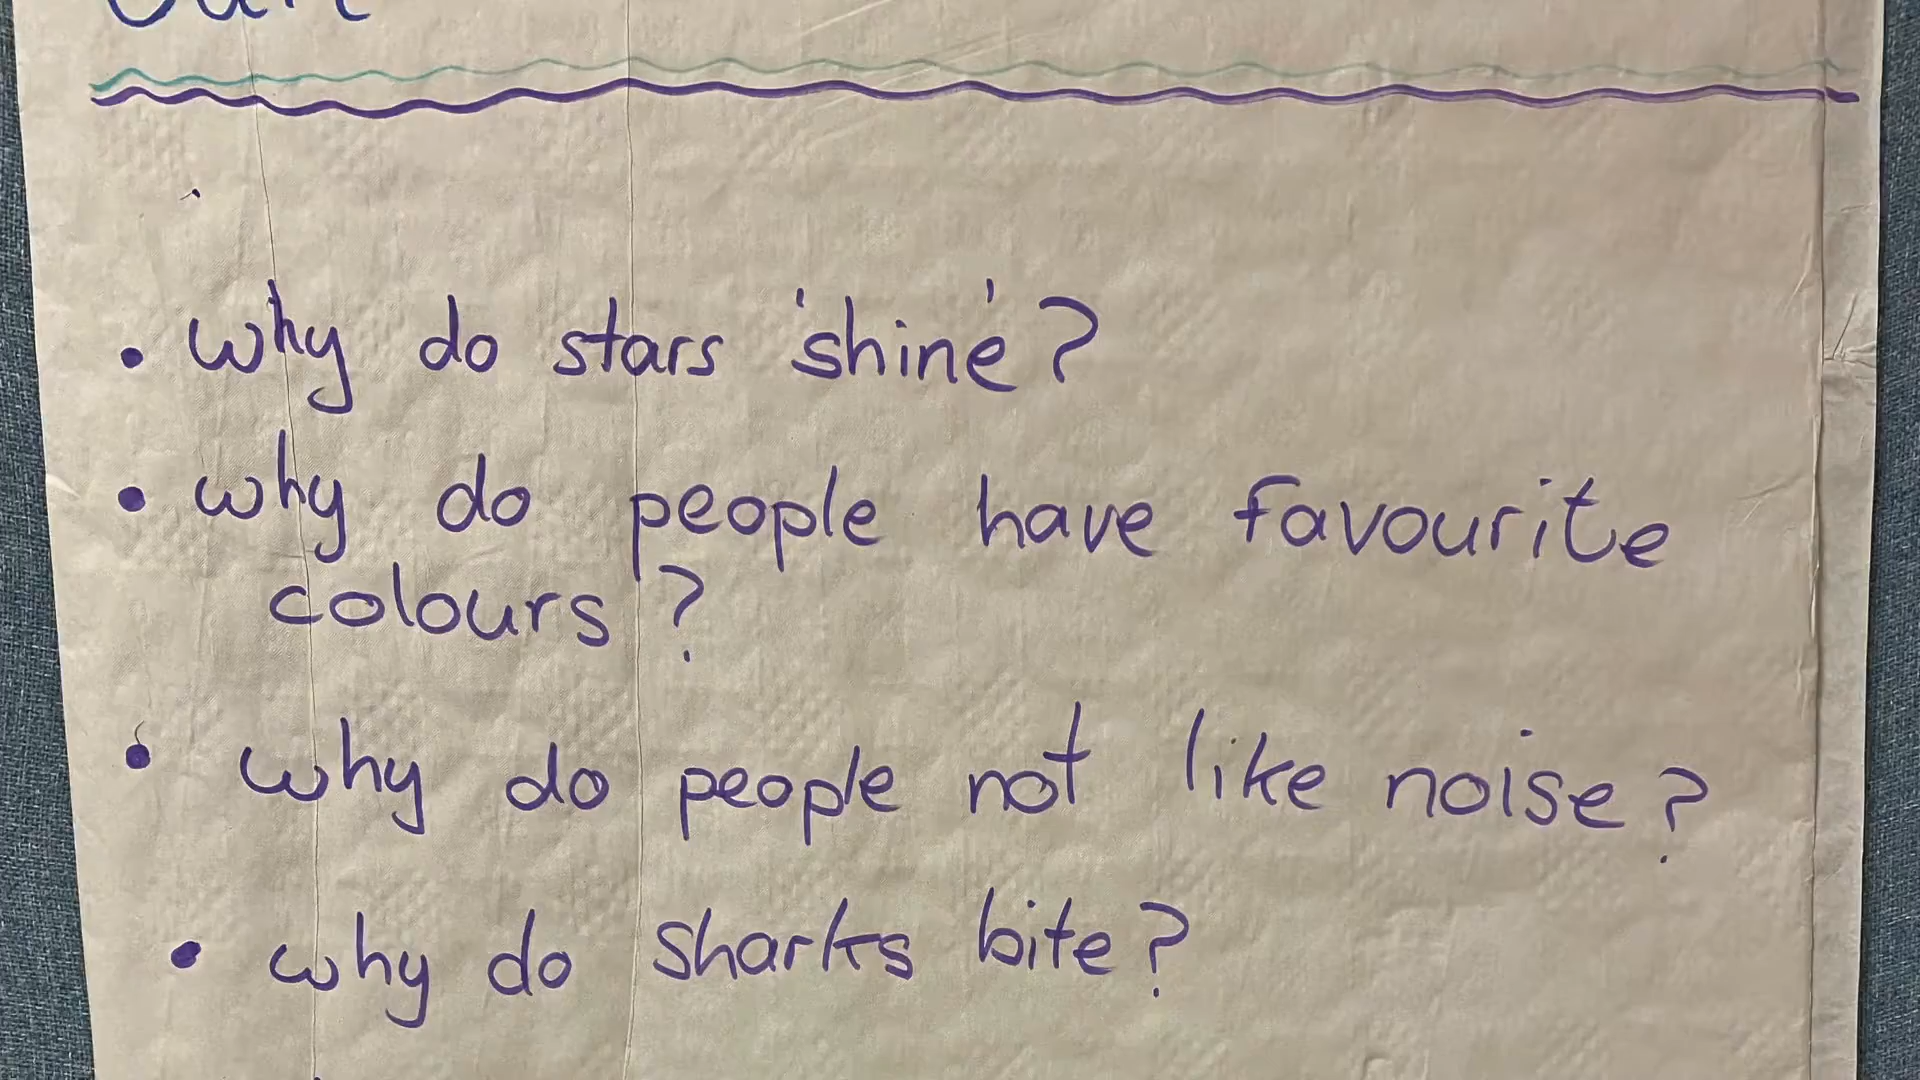 • why do stars 'shine'?
• why do people have favourite
colours?
• why do people not like noise?
• why do sharks bite?